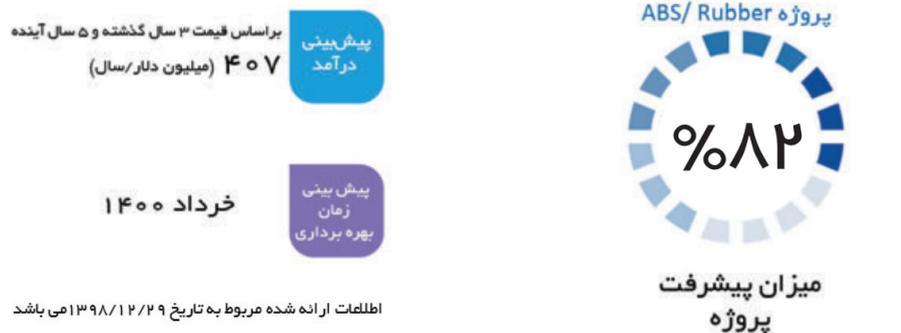 پروژه ABS/ Rubber
%۸۲
میزان پیشرفت
پروژه
پیش‌بینی
درآمد
براساس قیمت ۳ سال گذشته و ۵ سال آینده
۴۰۷ (میلیون دلار/سال)
پیش بینی
زمان
بهره برداری
خرداد ۱۴۰۰
اطلاعات ارائه شده مربوط به تاریخ ۱۳۹۸/۱۲/۲۹می باشد